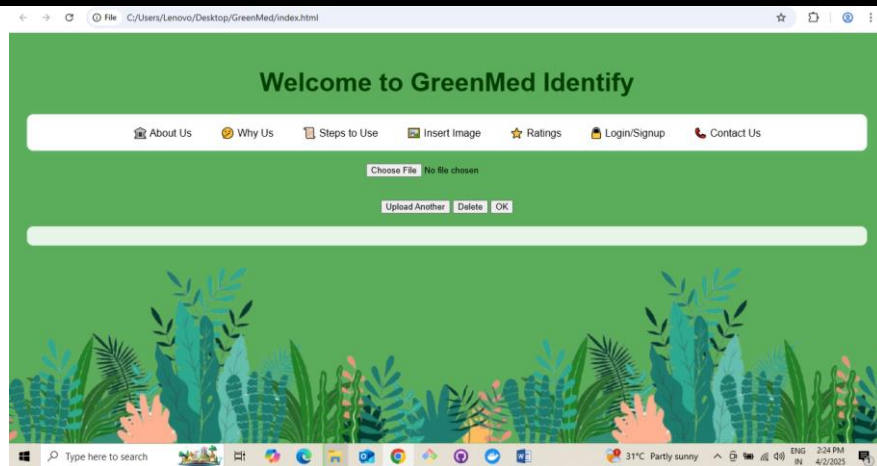 File C:/Users/Lenovo/Desktop/GreenMed/index.html
Welcome to GreenMed Identify
About Us Why Us Steps to Use Insert Image Ratings Login/Signup Contact Us
Choose File No file chosen
Upload Another Delete OK
Type here to search 31°C Partly sunny ENG 2:24 PM
IN 4/2/2025